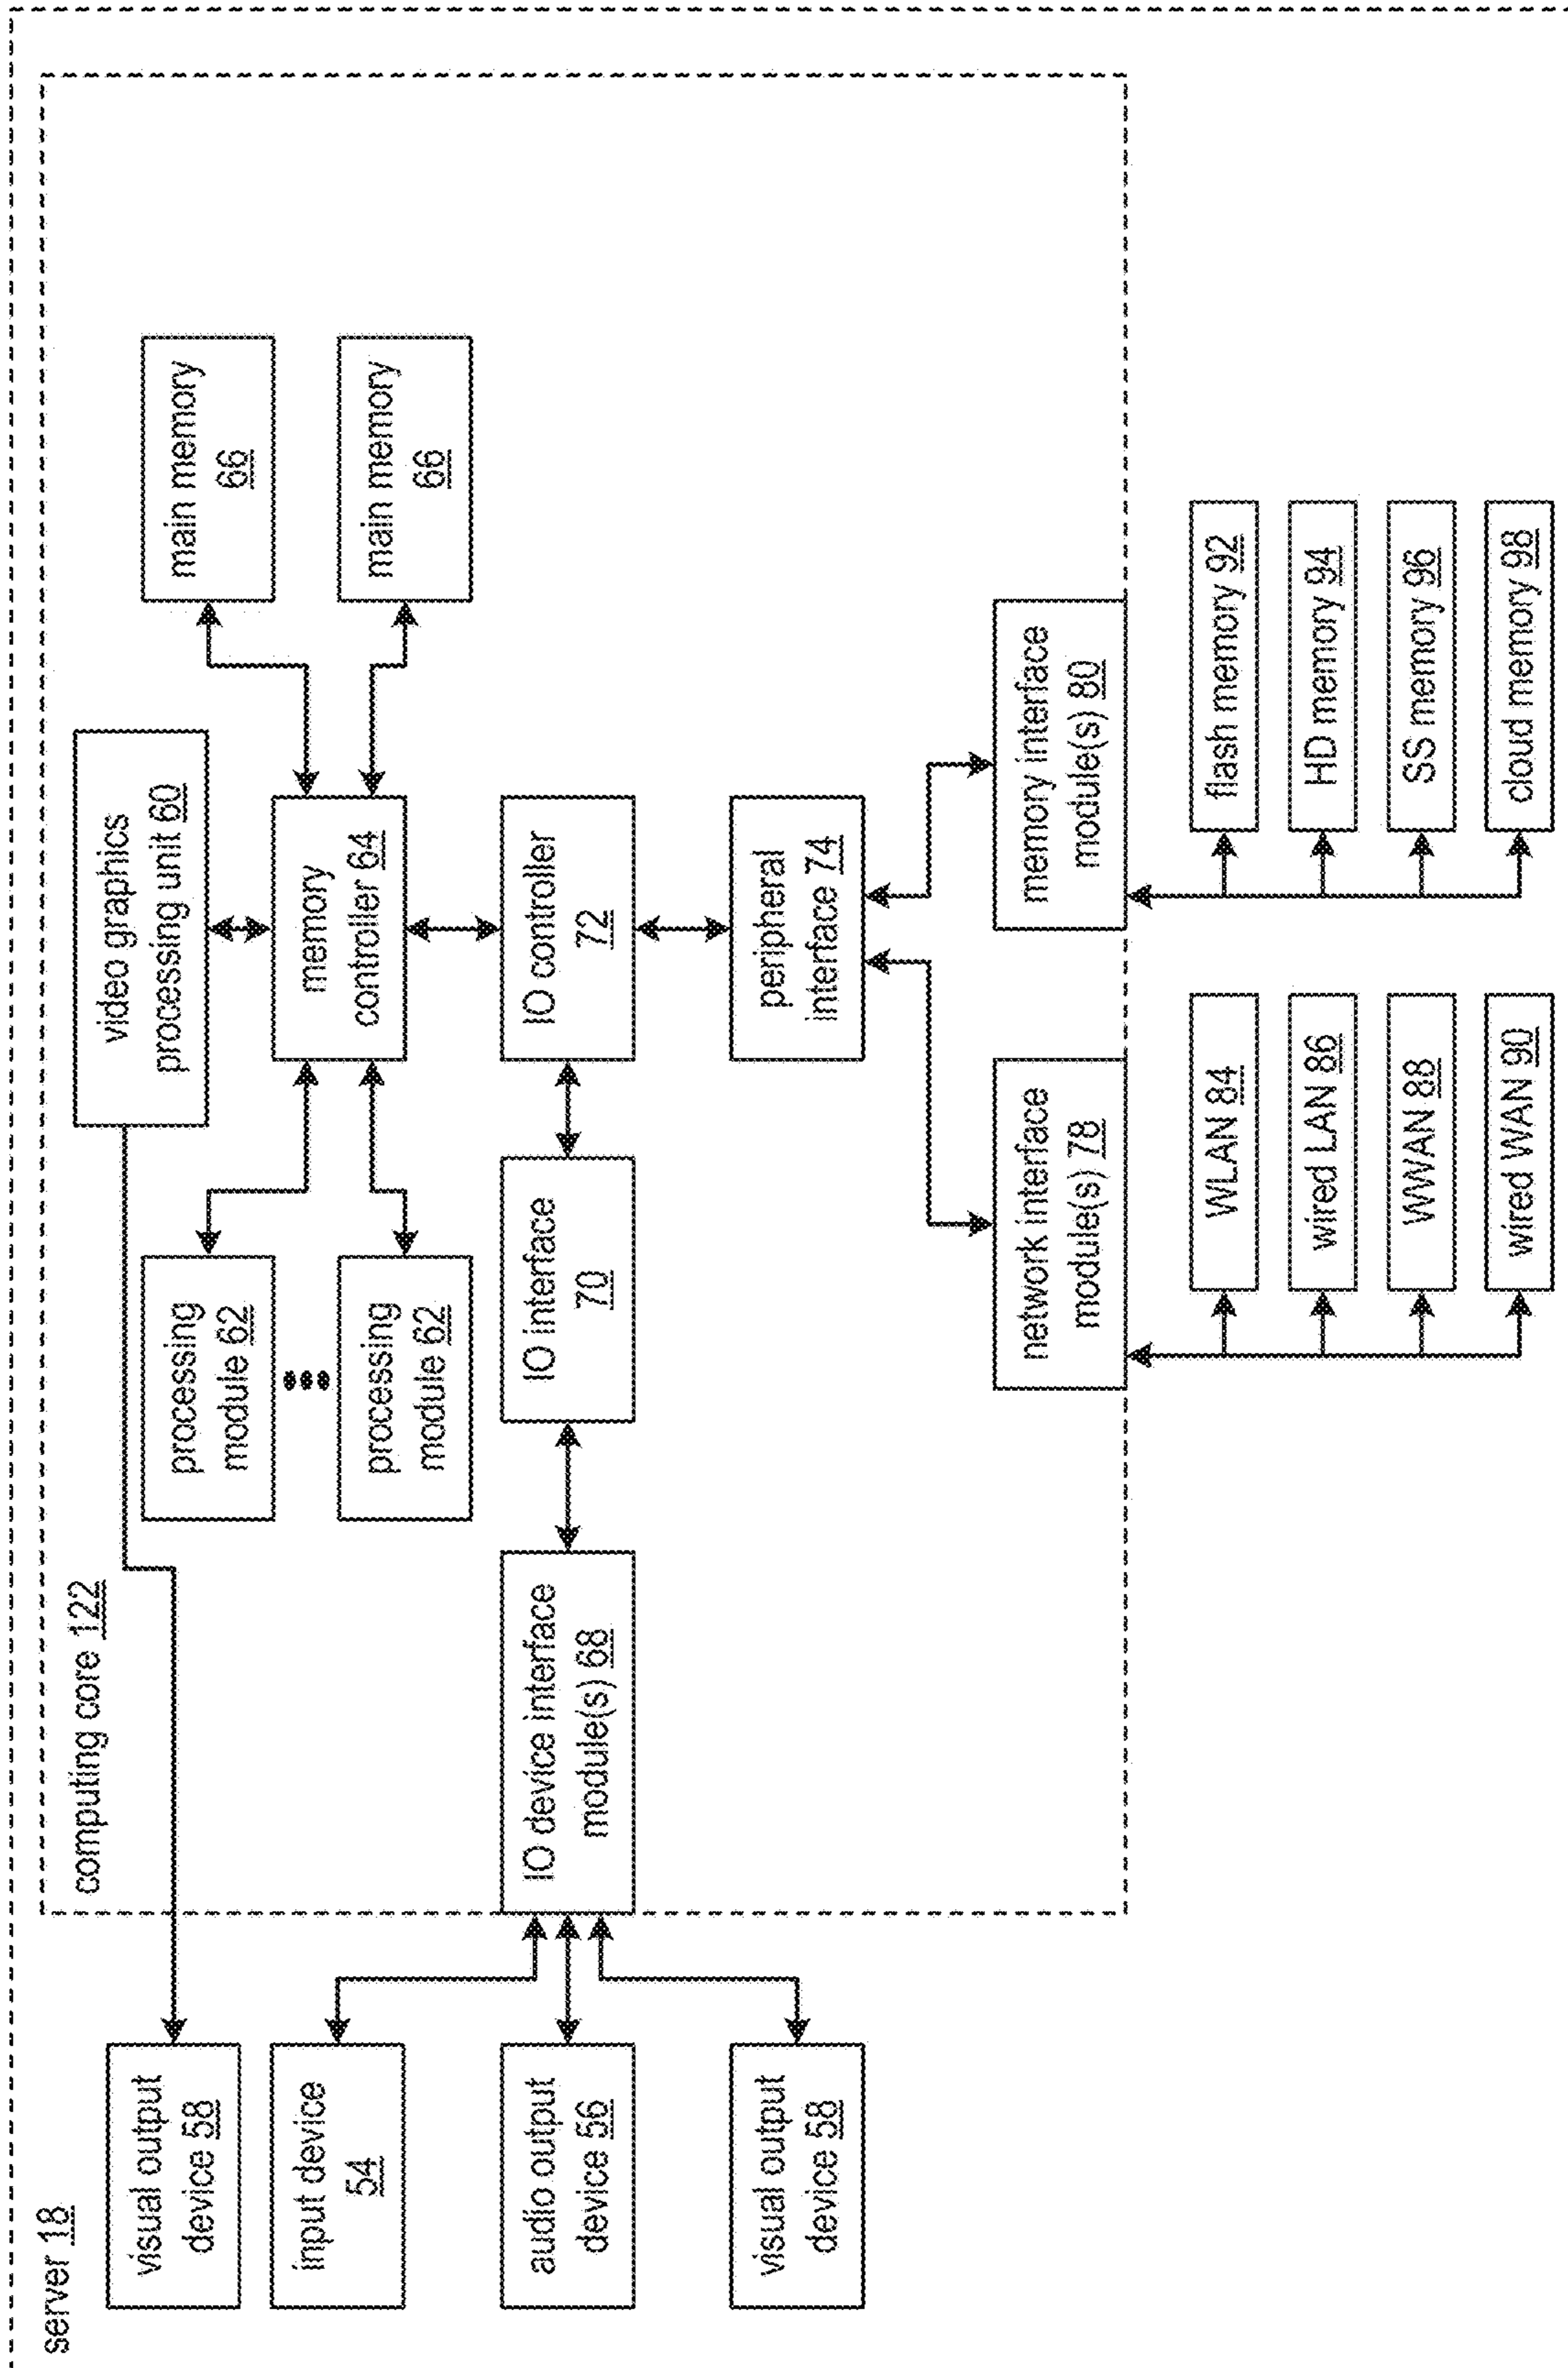 server 18
computing core 122
visual output
device 58
input device
54
audio output
device 56
visual output
device 58
video graphics
processing unit 60
processing
module 62
processing
module 62
memory
controller 64
main memory
66
main memory
66
IO device interface
module(s) 68
IO interface
70
IO controller
72
peripheral
interface 74
network interface
module(s) 78
memory interface
module(s) 80
WLAN 84
wired LAN 86
WWAN 88
wired WAN 90
flash memory 92
HD memory 94
SS memory 96
cloud memory 98